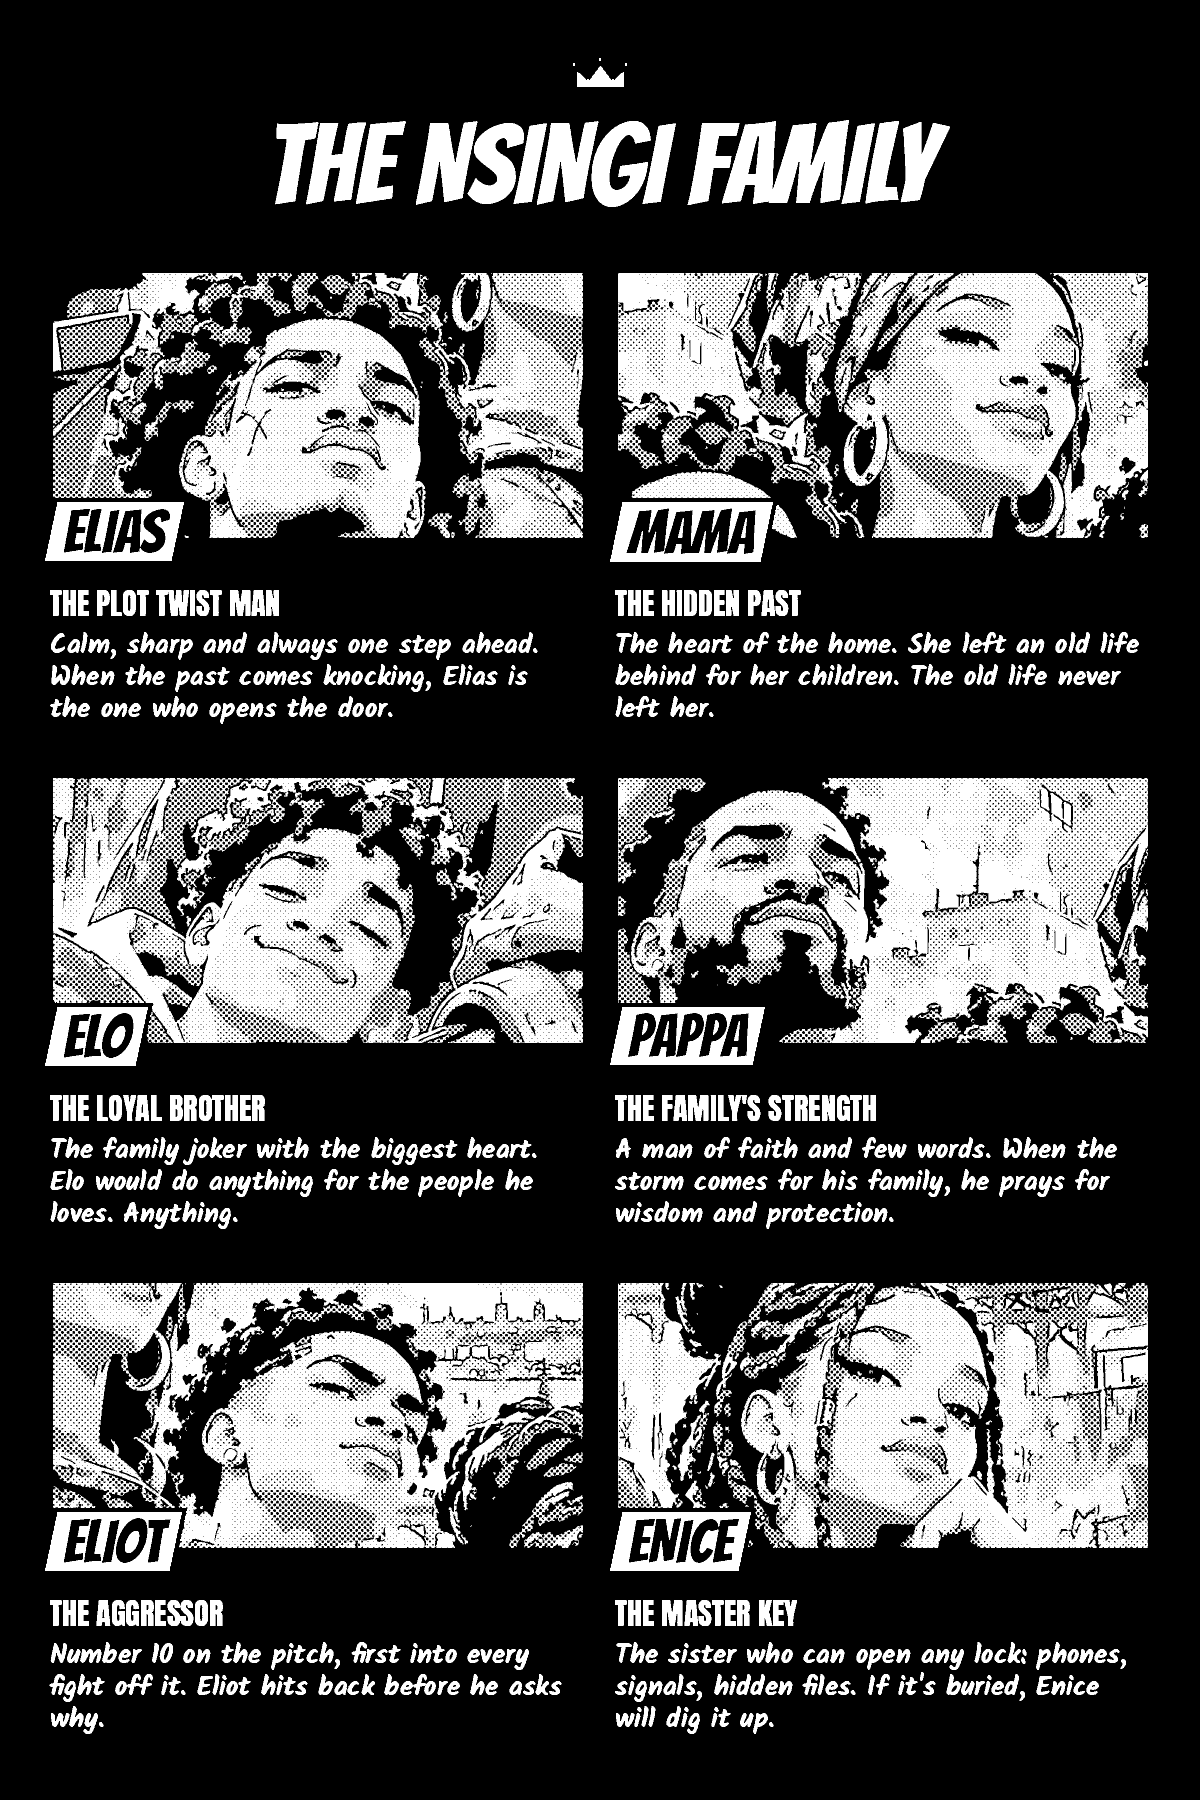 THE NSINGI FAMILY
ELIAS
THE PLOT TWIST MAN
Calm, sharp and always one step ahead.
When the past comes knocking, Elias is
the one who opens the door.
MAMA
THE HIDDEN PAST
The heart of the home. She left an old life
behind for her children. The old life never
left her.
ELO
THE LOYAL BROTHER
The family joker with the biggest heart.
Elo would do anything for the people he
loves. Anything.
PAPPA
THE FAMILY'S STRENGTH
A man of faith and few words. When the
storm comes for his family, he prays for
wisdom and protection.
ELIOT
THE AGGRESSOR
Number 10 on the pitch, first into every
fight off it. Eliot hits back before he asks
why.
ENICE
THE MASTER KEY
The sister who can open any lock: phones,
signals, hidden files. If it's buried, Enice
will dig it up.